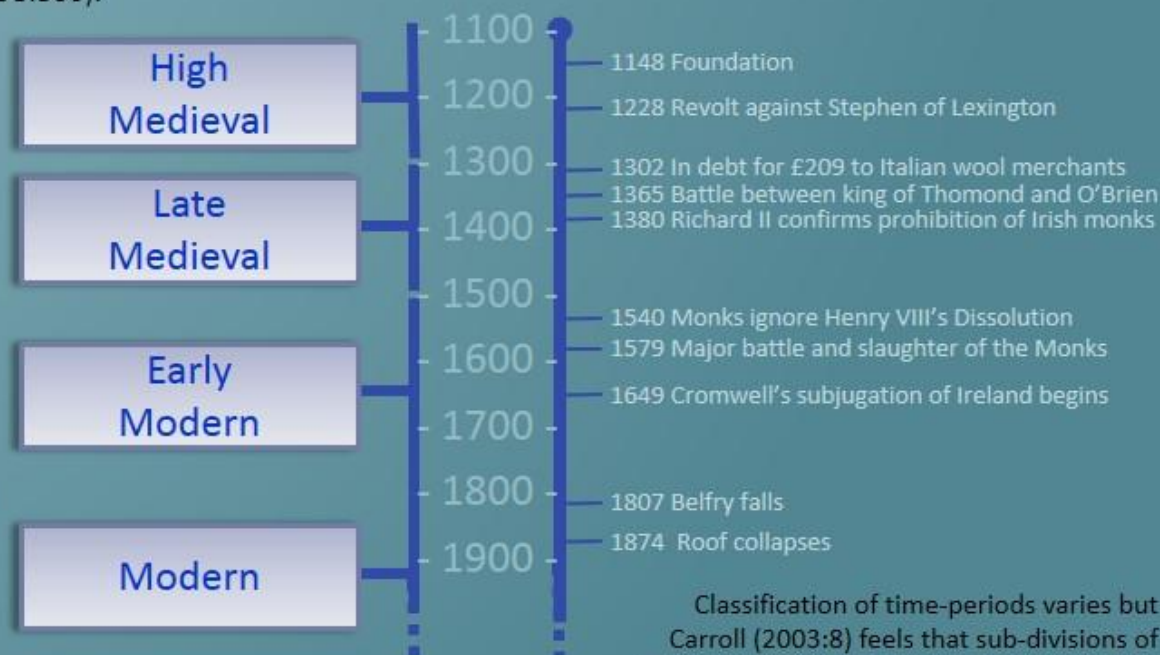 High
Medieval
Late
Medieval
Early
Modern
Modern
1100
1200
1300
1400
1500
1600
1700
1800
1900
1148 Foundation
1228 Revolt against Stephen of Lexington
1302 In debt for £209 to Italian wool merchants
1365 Battle between king of Thomond and O’Brien
1380 Richard II confirms prohibition of Irish monks
1540 Monks ignore Henry VIII’s Dissolution
1579 Major battle and slaughter of the Monks
1649 Cromwell’s subjugation of Ireland begins
1807 Belfry falls
1874 Roof collapses
Classification of time-periods varies but
Carroll (2003:8) feels that sub-divisions of